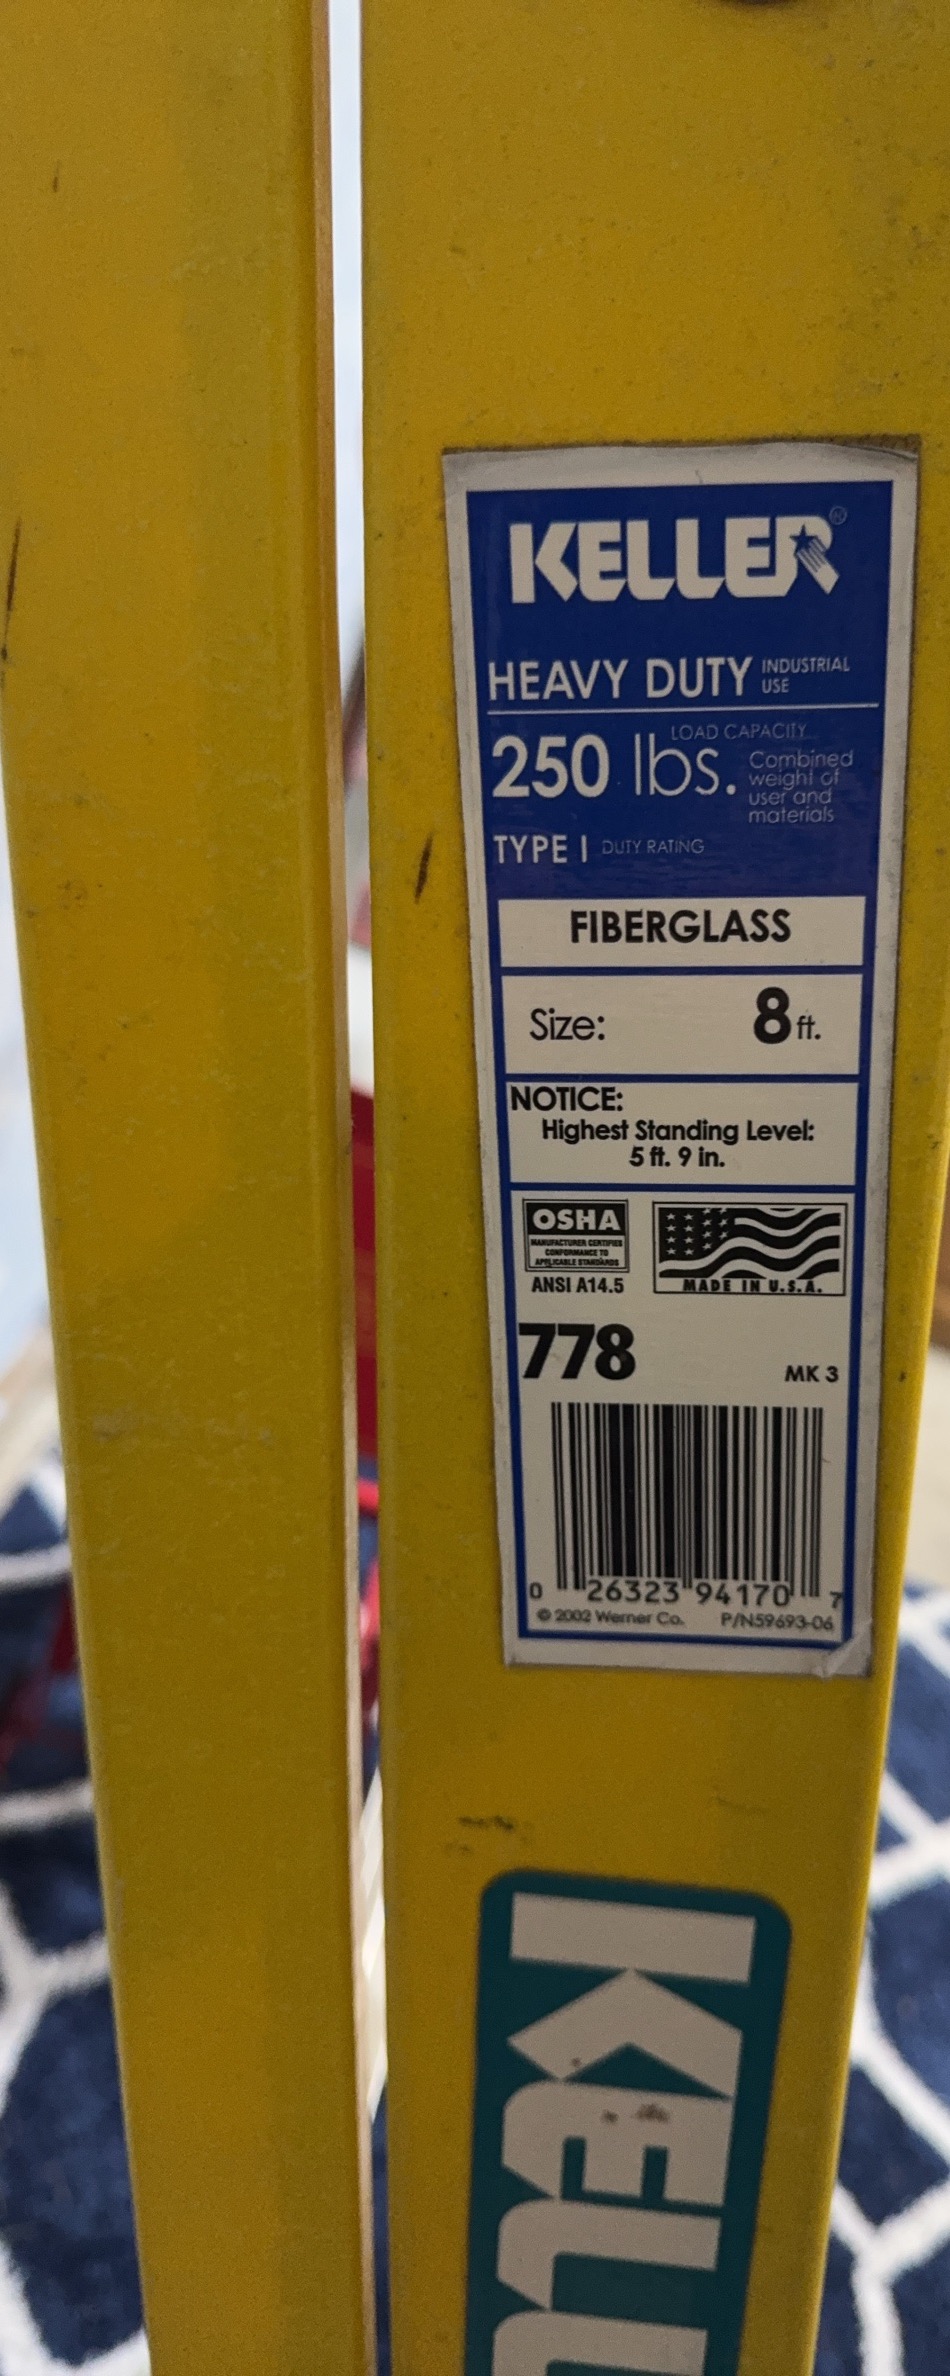 KELLER®
HEAVY DUTY INDUSTRIAL USE
LOAD CAPACITY
250 lbs. Combined weight of user and materials
TYPE I DUTY RATING
FIBERGLASS
Size: 8 ft.
NOTICE:
Highest Standing Level:
5 ft. 9 in.
OSHA
MANUFACTURER CERTIFIES
CONFORMANCE TO
APPLICABLE STANDARDS
ANSI A14.5
MADE IN U.S.A.
778
MK 3
0 26323 94170 7
© 2002 Werner Co. P/N59693-06
KELL